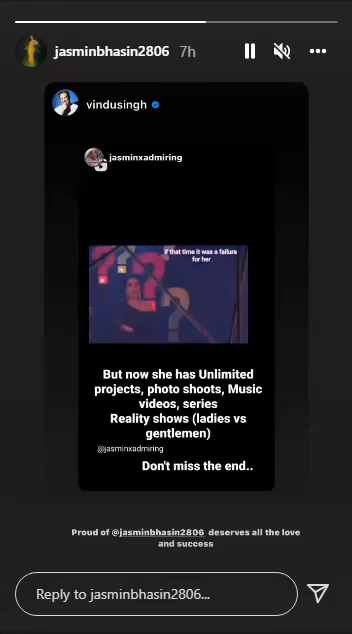 jasminbhasin2806 7h
vindusingh
jasminxadmiring
if that time it was a failure
for her
But now she has Unlimited
projects, photo shoots, Music
videos, series
Reality shows (ladies vs
gentlemen)
@jasminxadmiring
Don't miss the end..
Proud of @jasminbhasin2806 deserves all the love
and success
Reply to jasminbhasin2806...